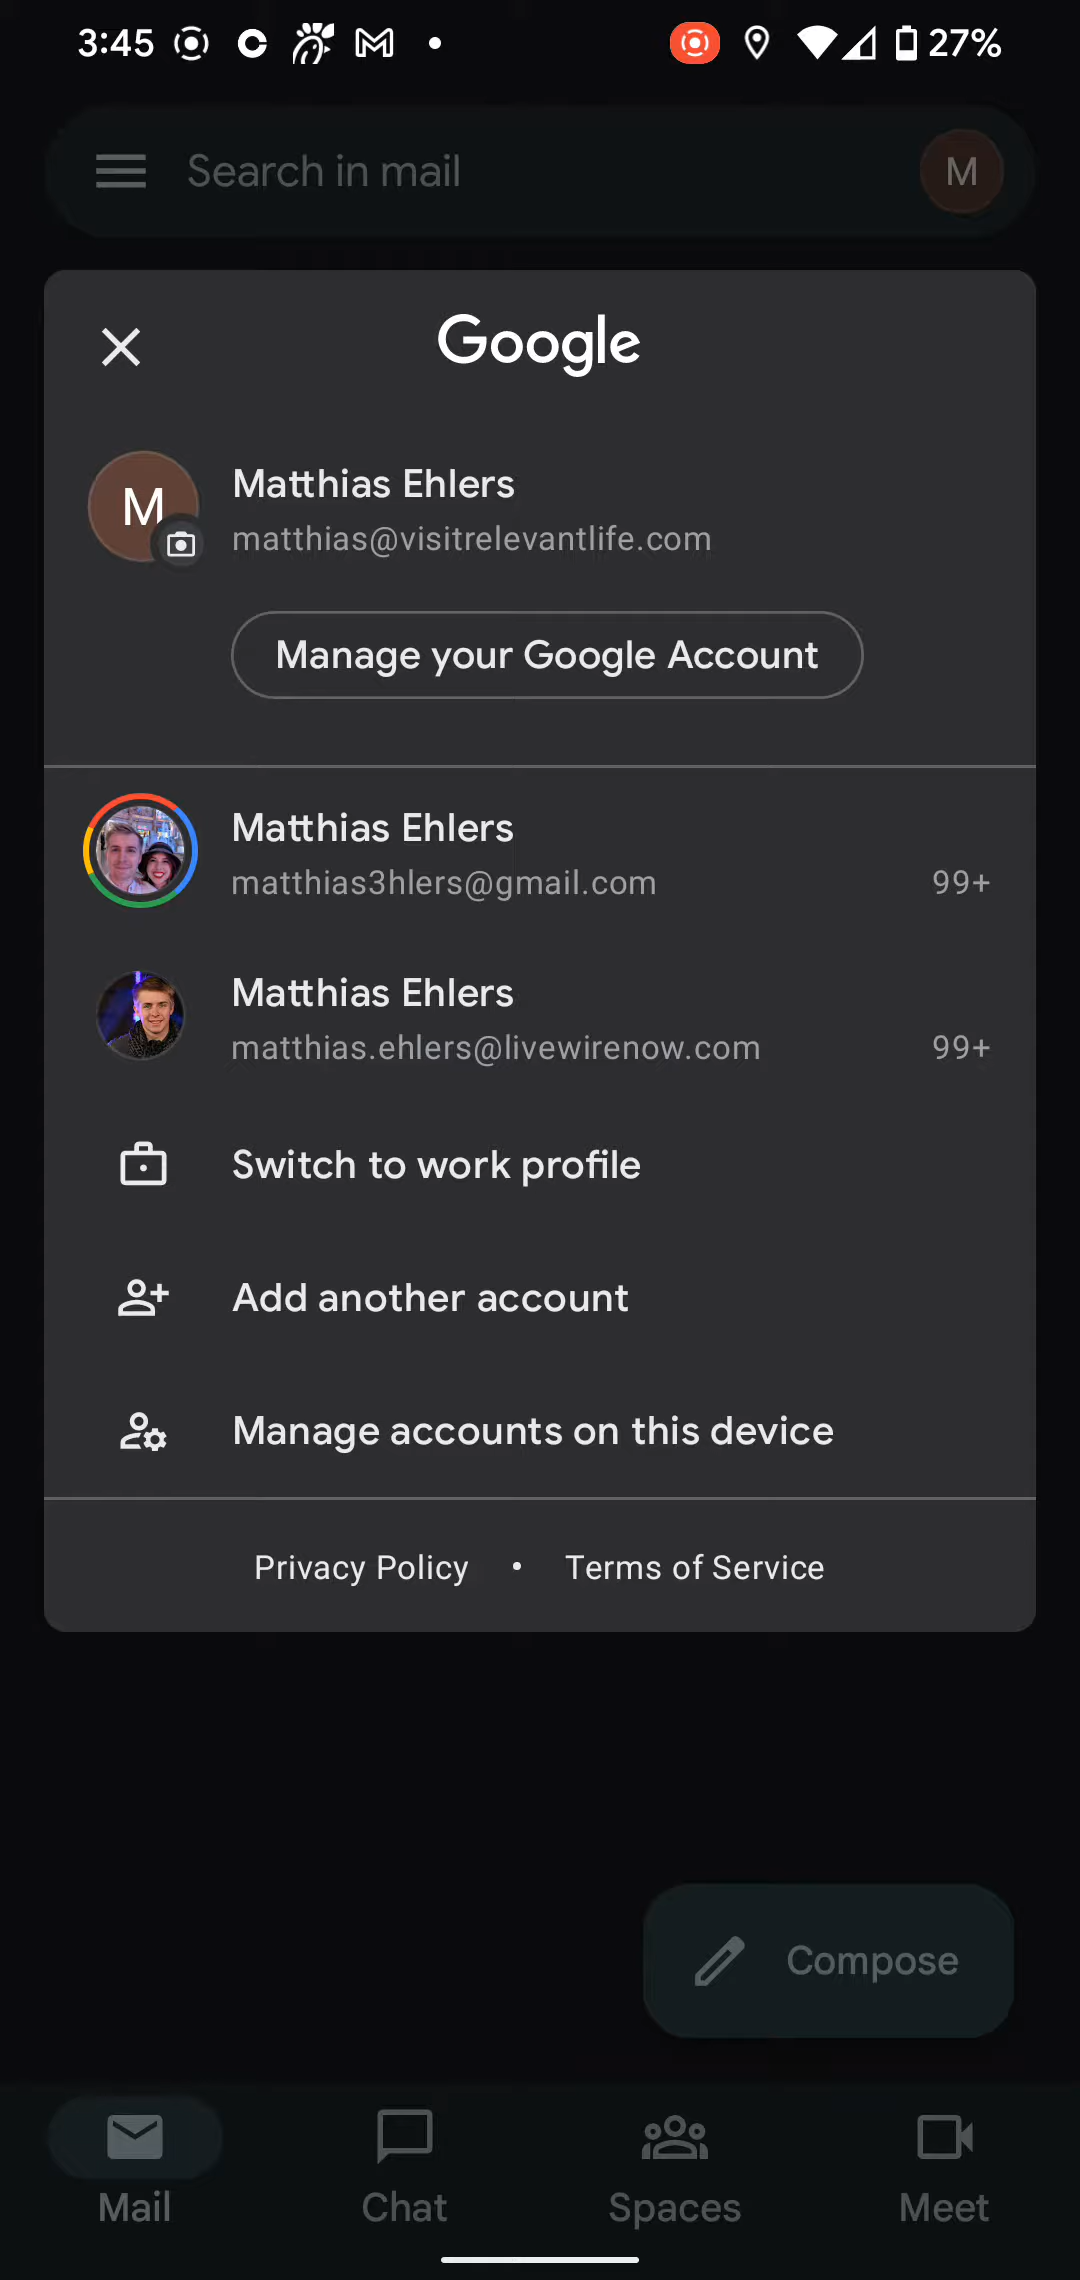 3:45
27%
Search in mail
M
Google
M
Matthias Ehlers
matthias@visitrelevantlife.com
Manage your Google Account
Matthias Ehlers
matthias3hlers@gmail.com 99+
Matthias Ehlers
matthias.ehlers@livewirenow.com 99+
Switch to work profile
Add another account
Manage accounts on this device
Privacy Policy • Terms of Service
Compose
Mail Chat Spaces Meet